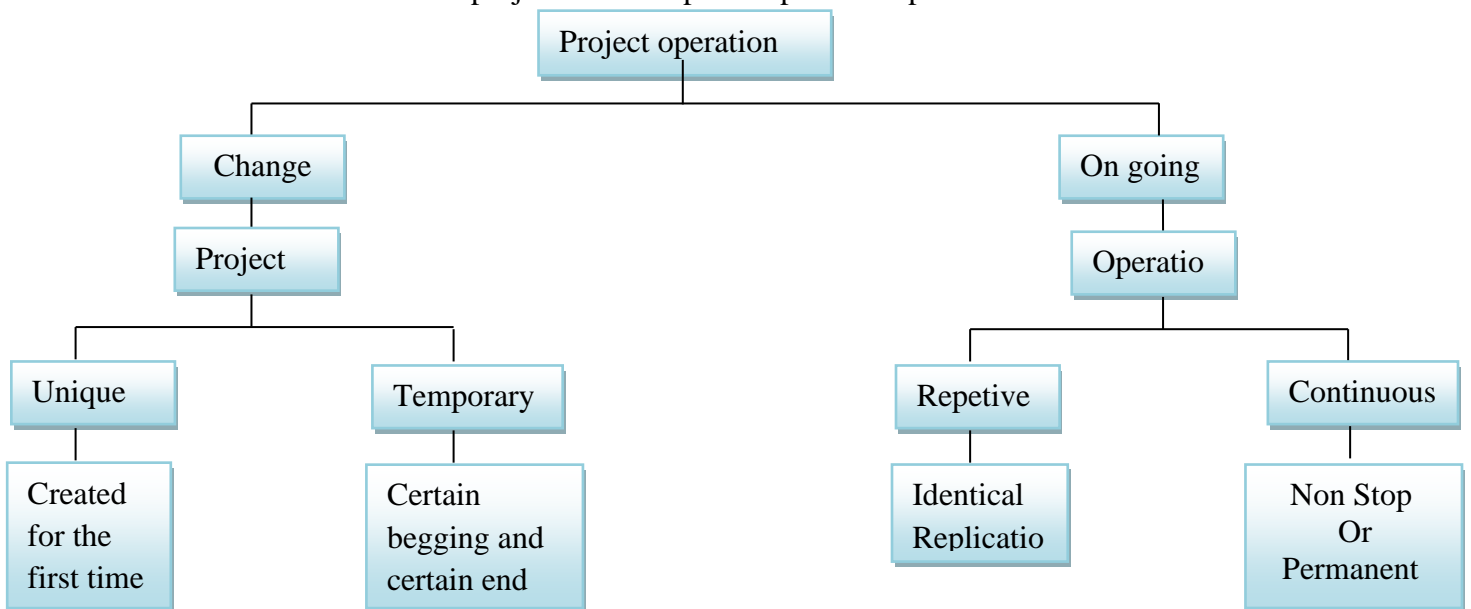 Project operation
Change
On going
Project
Operatio
Unique
Temporary
Repetive
Continuous
Created
for the
first time
Certain
begging and
certain end
Identical
Replicatio
Non Stop
Or
Permanent